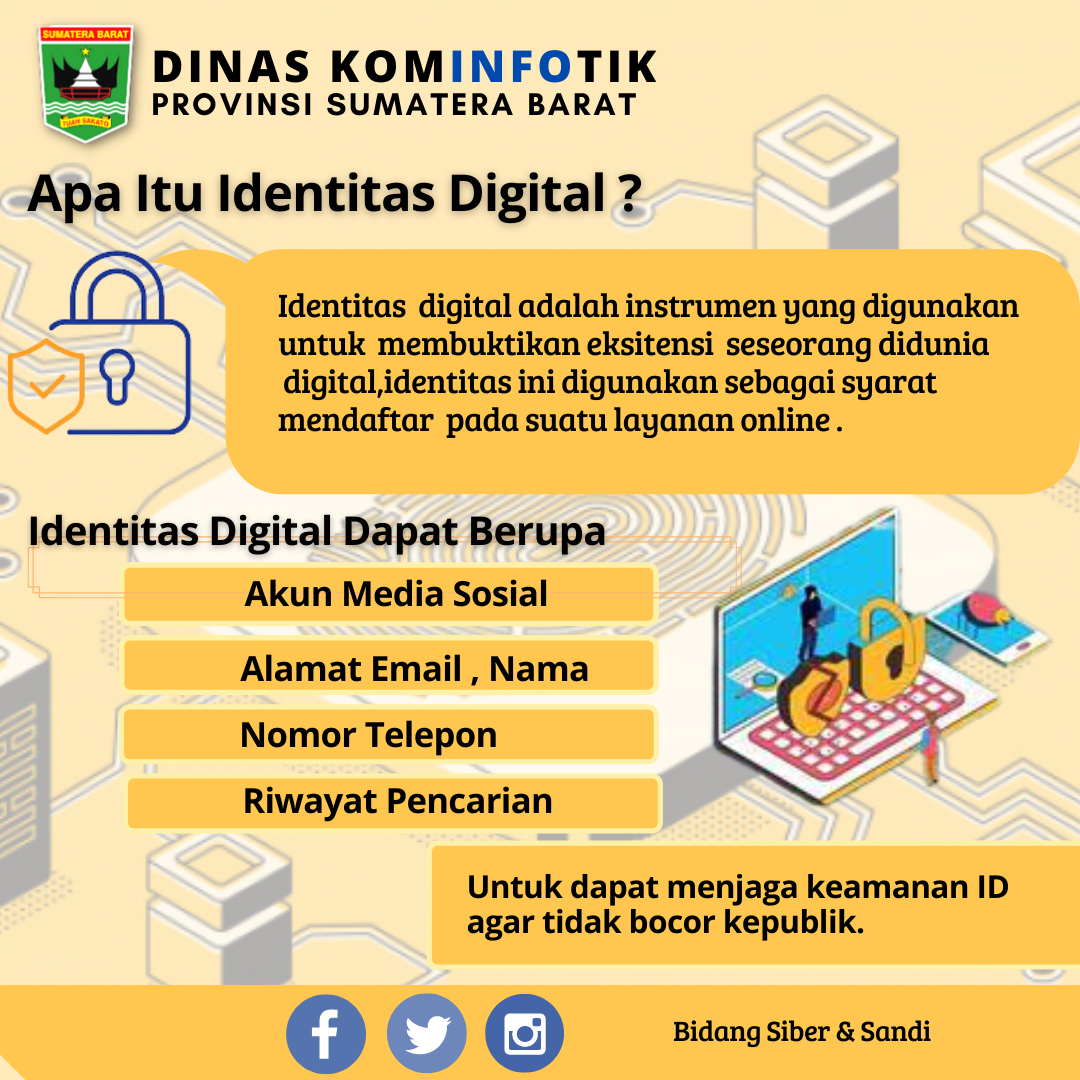 SUMATERA BARAT
TUAH SAKATO
DINAS KOMINFOTIK
PROVINSI SUMATERA BARAT
Apa Itu Identitas Digital ?
Identitas digital adalah instrumen yang digunakan
untuk membuktikan eksitensi seseorang didunia
digital,identitas ini digunakan sebagai syarat
mendaftar pada suatu layanan online .
Identitas Digital Dapat Berupa
Akun Media Sosial
Alamat Email , Nama
Nomor Telepon
Riwayat Pencarian
Untuk dapat menjaga keamanan ID
agar tidak bocor kepublik.
Bidang Siber & Sandi